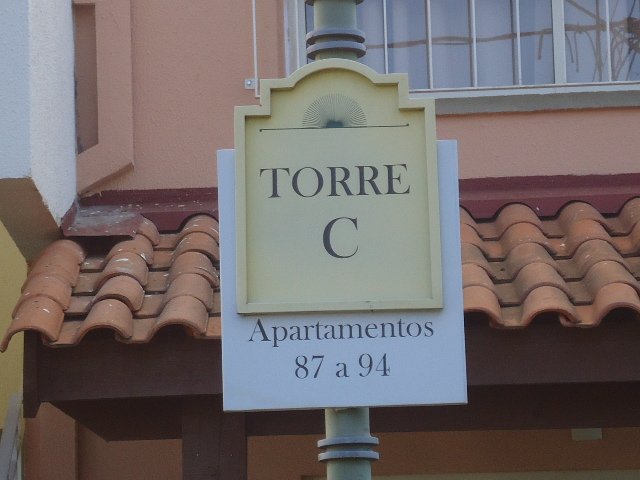 TORRE
C
Apartamentos
87 a 94